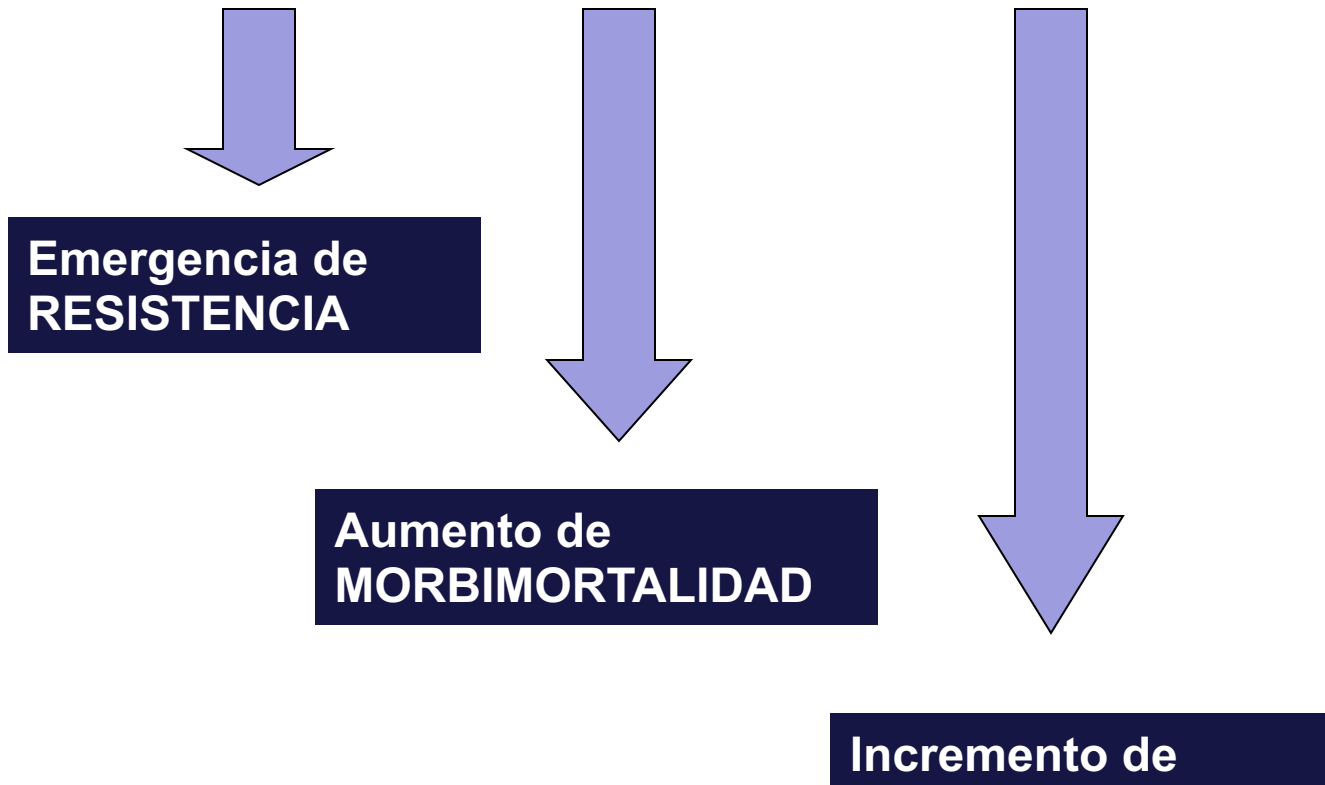 Emergencia de
RESISTENCIA
Aumento de
MORBIMORTALIDAD
Incremento de